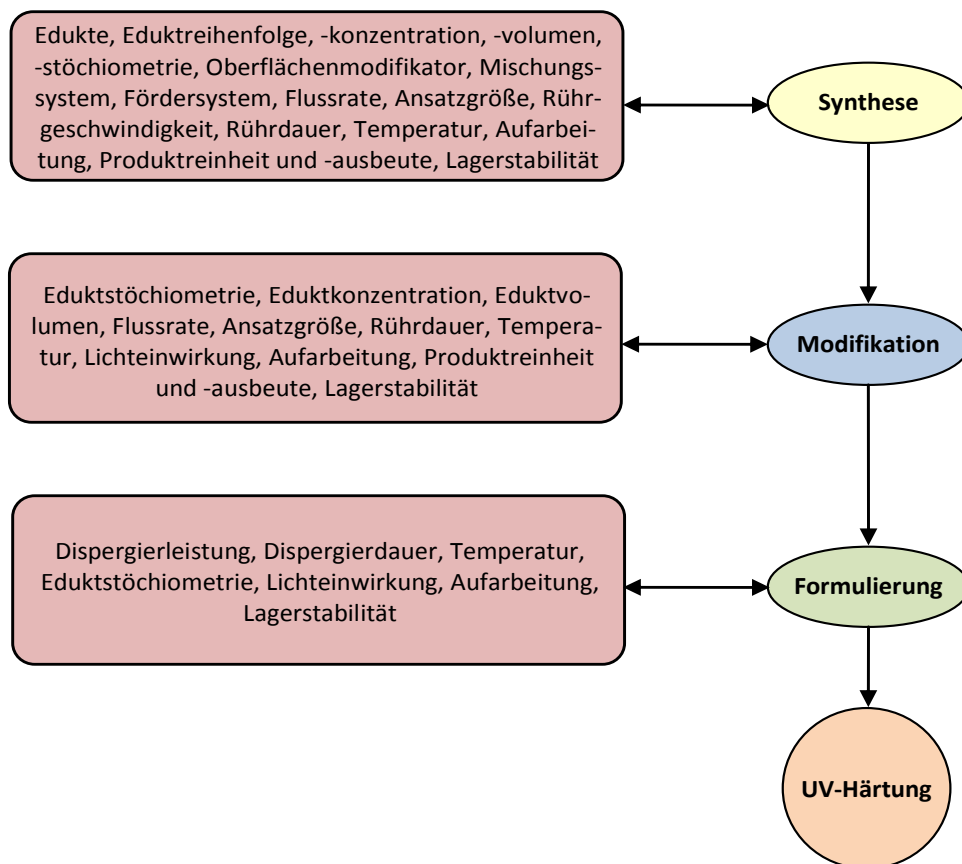 Edukte, Eduktreihenfolge, -konzentration, -volumen,
-stöchiometrie, Oberflächenmodifikator, Mischungs-
system, Fördersystem, Flussrate, Ansatzgröße, Rühr-
geschwindigkeit, Rührdauer, Temperatur, Aufarbei-
tung, Produktreinheit und -ausbeute, Lagerstabilität
Synthese
Eduktstöchiometrie, Eduktkonzentration, Eduktvo-
lumen, Flussrate, Ansatzgröße, Rührdauer, Tempera-
tur, Lichteinwirkung, Aufarbeitung, Produktreinheit
und -ausbeute, Lagerstabilität
Modifikation
Dispergierleistung, Dispergierdauer, Temperatur,
Eduktstöchiometrie, Lichteinwirkung, Aufarbeitung,
Lagerstabilität
Formulierung
UV-Härtung